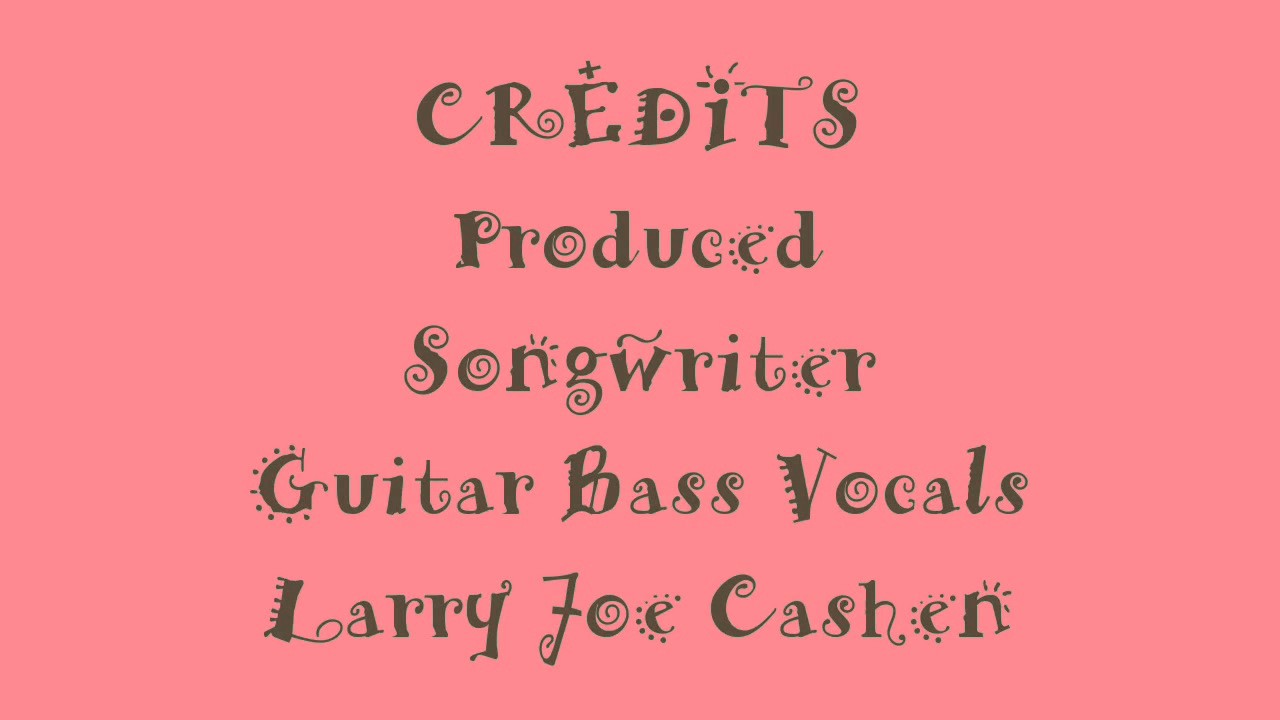 CREDiTS
Produced
Songwriter
Guitar Bass Vocals
Larry Joe Cashen